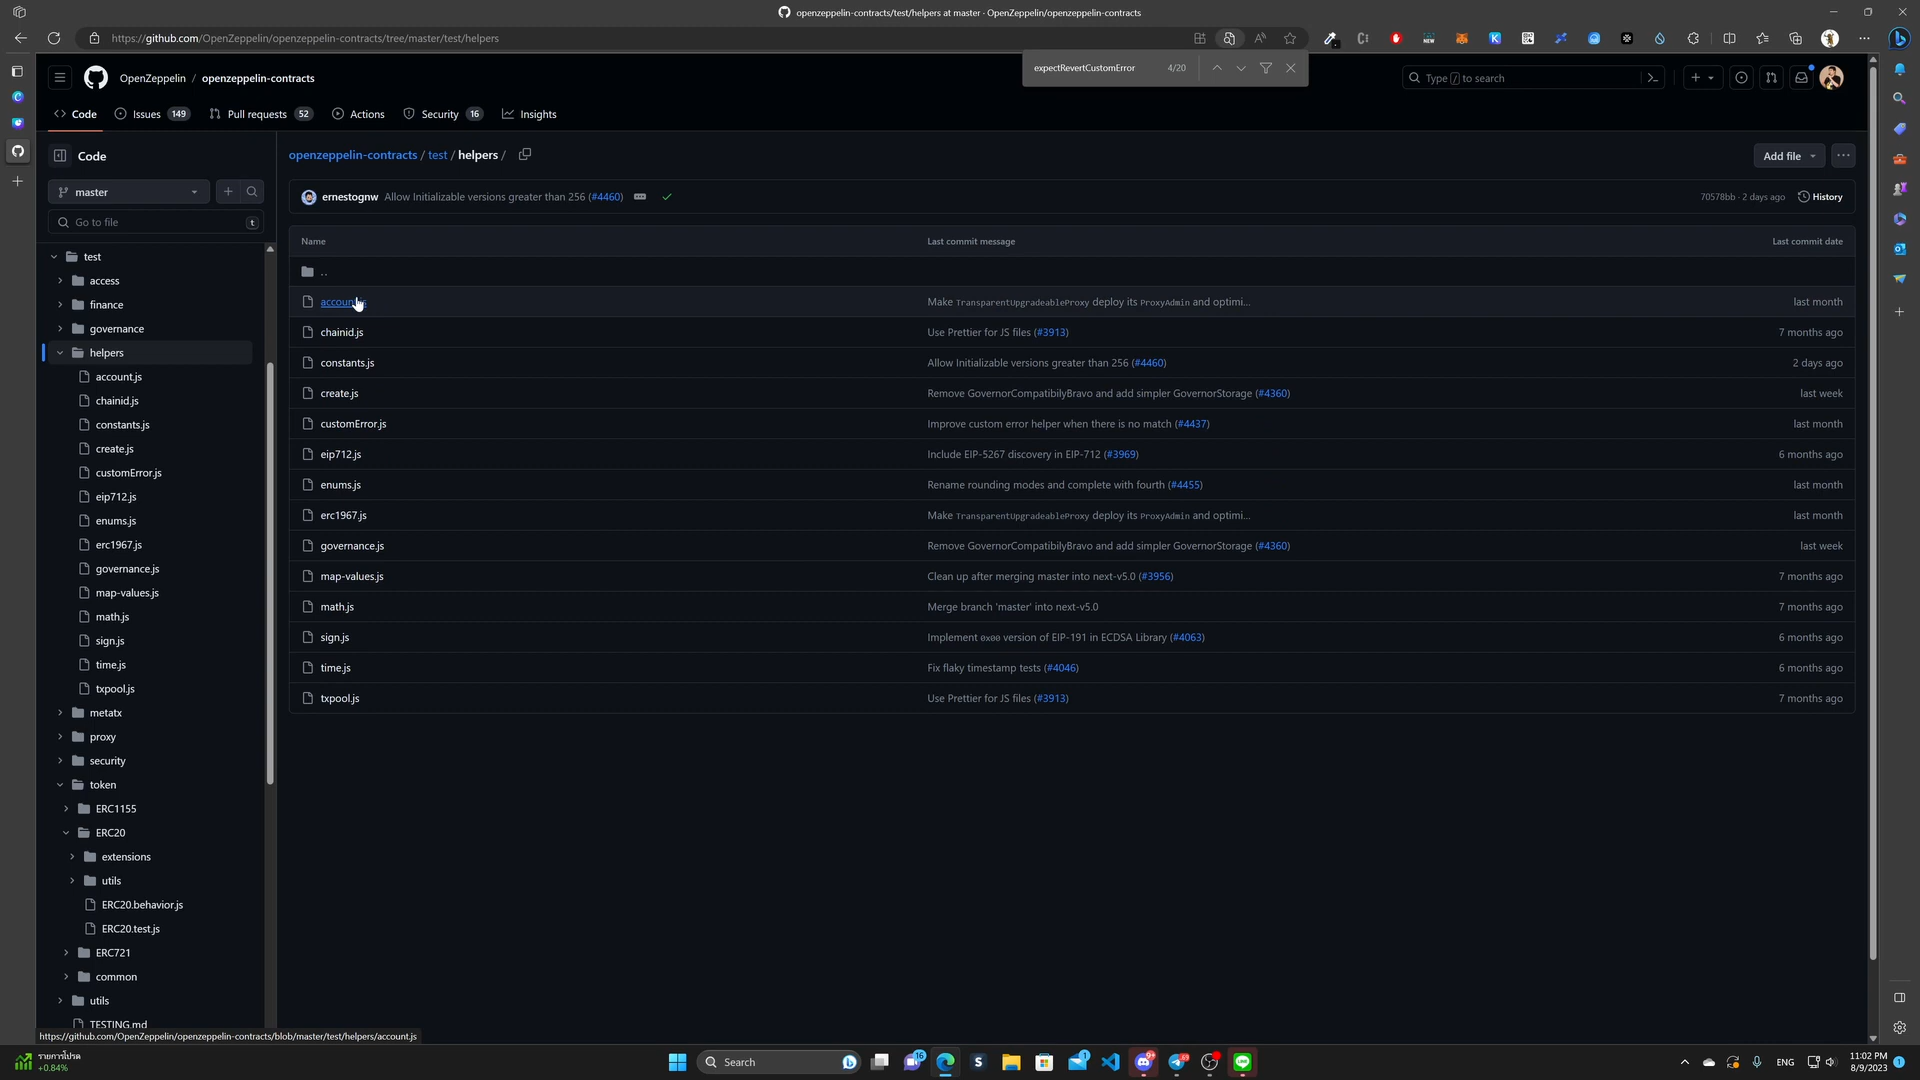 openzeppelin-contracts/test/helpers at master · OpenZeppelin/openzeppelin-contracts
https://github.com/OpenZeppelin/openzeppelin-contracts/tree/master/test/helpers
expectRevertCustomError 4/20
OpenZeppelin / openzeppelin-contracts
Type / to search
Code Issues 149 Pull requests 52 Actions Security 16 Insights
Code
master
Go to file t
test
access
finance
governance
helpers
account.js
chainid.js
constants.js
create.js
customError.js
eip712.js
enums.js
erc1967.js
governance.js
map-values.js
math.js
sign.js
time.js
txpool.js
metatx
proxy
security
token
ERC1155
ERC20
extensions
utils
ERC20.behavior.js
ERC20.test.js
ERC721
common
utils
TESTING.md
openzeppelin-contracts / test / helpers /
Add file
ernestognw Allow Initializable versions greater than 256 (#4460)
70578bb · 2 days ago History
Name Last commit message Last commit date
..
Make TransparentUpgradeableProxy deploy its ProxyAdmin and optimi... last month
chainid.js Use Prettier for JS files (#3913) 7 months ago
constants.js Allow Initializable versions greater than 256 (#4460) 2 days ago
create.js Remove GovernorCompatibilyBravo and add simpler GovernorStorage (#4360) last week
customError.js Improve custom error helper when there is no match (#4437) last month
eip712.js Include EIP-5267 discovery in EIP-712 (#3969) 6 months ago
enums.js Rename rounding modes and complete with fourth (#4455) last month
erc1967.js Make TransparentUpgradeableProxy deploy its ProxyAdmin and optimi... last month
governance.js Remove GovernorCompatibilyBravo and add simpler GovernorStorage (#4360) last week
map-values.js Clean up after merging master into next-v5.0 (#3956) 7 months ago
math.js Merge branch 'master' into next-v5.0 7 months ago
sign.js Implement 0x00 version of EIP-191 in ECDSA Library (#4063) 6 months ago
time.js Fix flaky timestamp tests (#4046) 6 months ago
txpool.js Use Prettier for JS files (#3913) 7 months ago
https://github.com/OpenZeppelin/openzeppelin-contracts/blob/master/test/helpers/account.js
รายการโปรด
+0.84%
Search
ENG
11:02 PM
8/9/2023